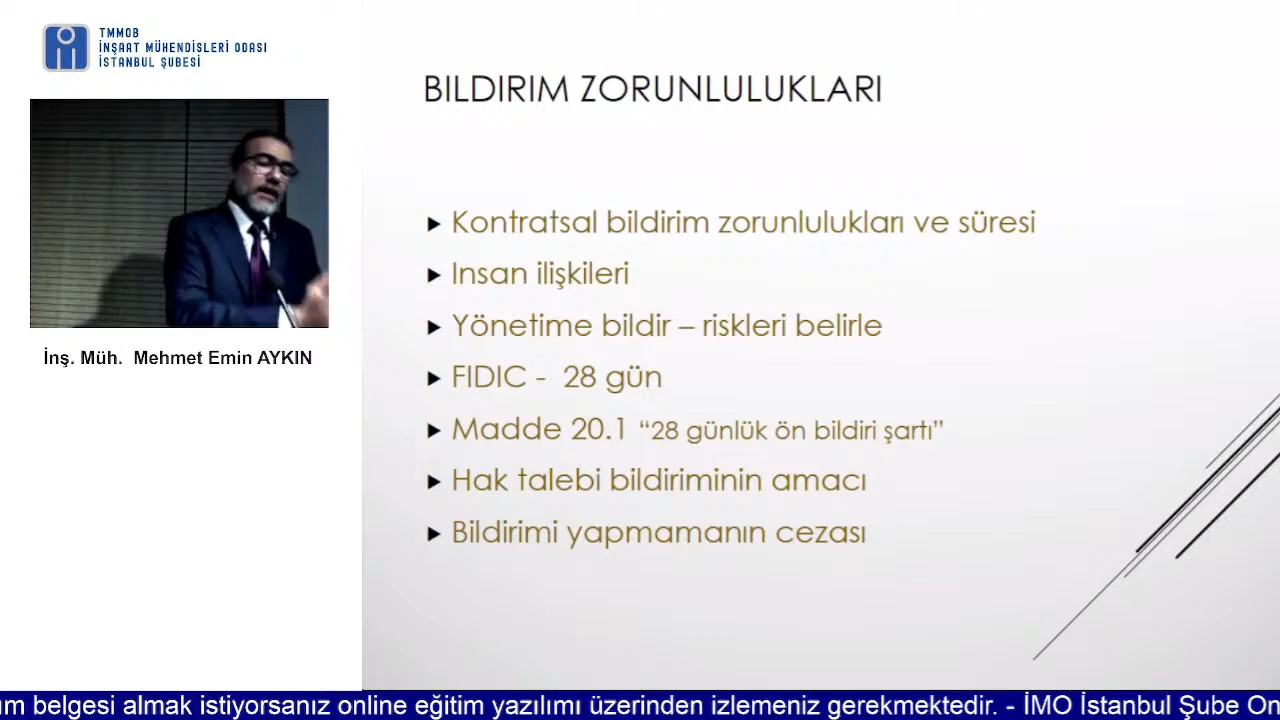 TMMOB
İNŞAAT MÜHENDİSLERİ ODASI
İSTANBUL ŞUBESİ
BILDIRIM ZORUNLULUKLARI
Kontratsal bildirim zorunlulukları ve süresi
Insan ilişkileri
Yönetime bildir – riskleri belirle
FIDIC - 28 gün
Madde 20.1 “28 günlük ön bildiri şartı”
Hak talebi bildiriminin amacı
Bildirimi yapmamanın cezası
İnş. Müh. Mehmet Emin AYKIN
belgesi almak istiyorsanız online eğitim yazılımı üzerinden izlemeniz gerekmektedir. - İMO İstanbul Şube